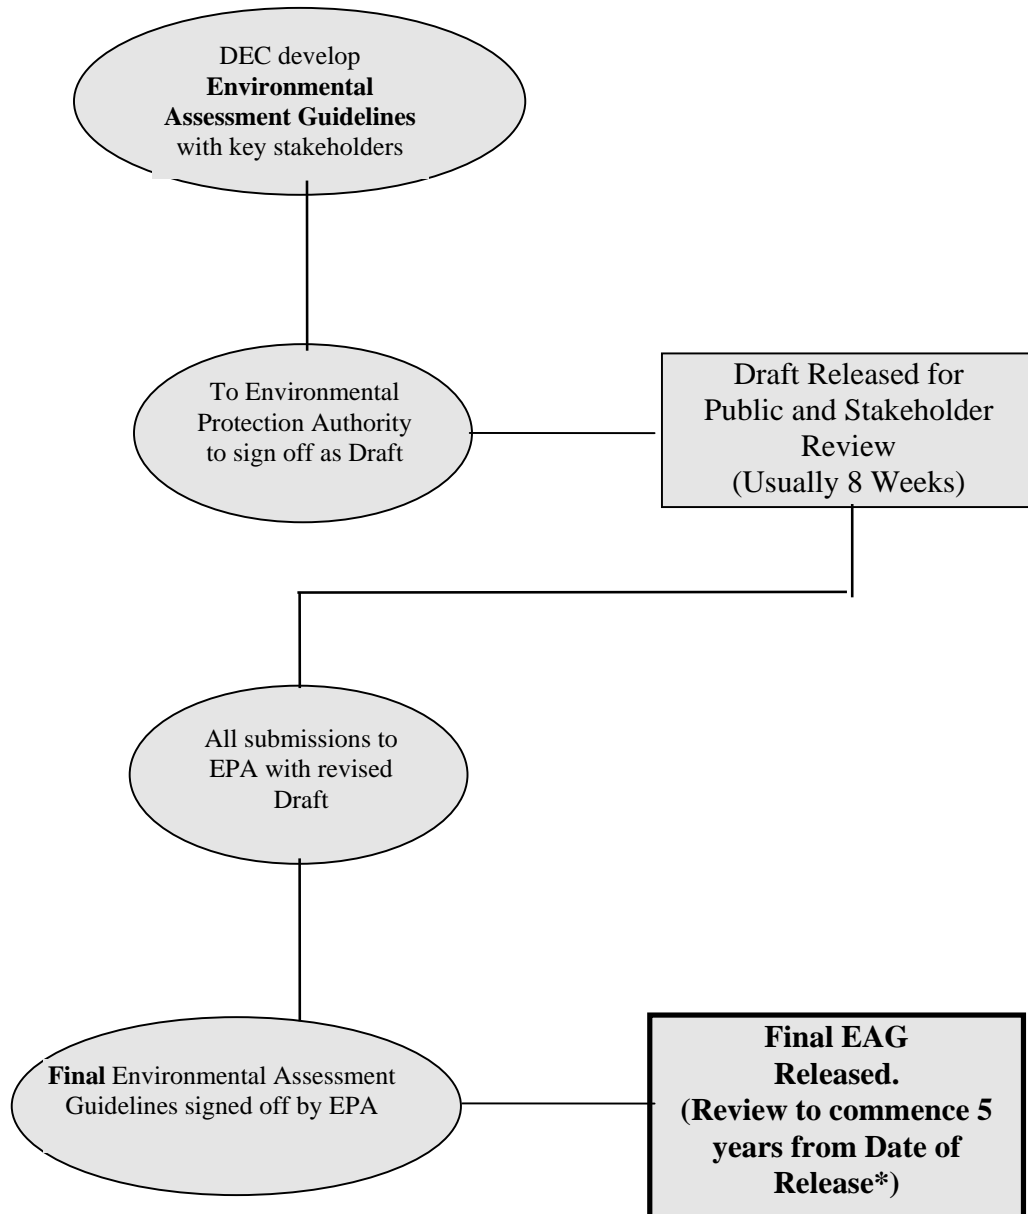 DEC develop
Environmental
Assessment Guidelines
with key stakeholders
To Environmental
Protection Authority
to sign off as Draft
Draft Released for
Public and Stakeholder
Review
(Usually 8 Weeks)
All submissions to
EPA with revised
Draft
Final Environmental Assessment
Guidelines signed off by EPA
Final EAG
Released.
(Review to commence 5
years from Date of
Release*)